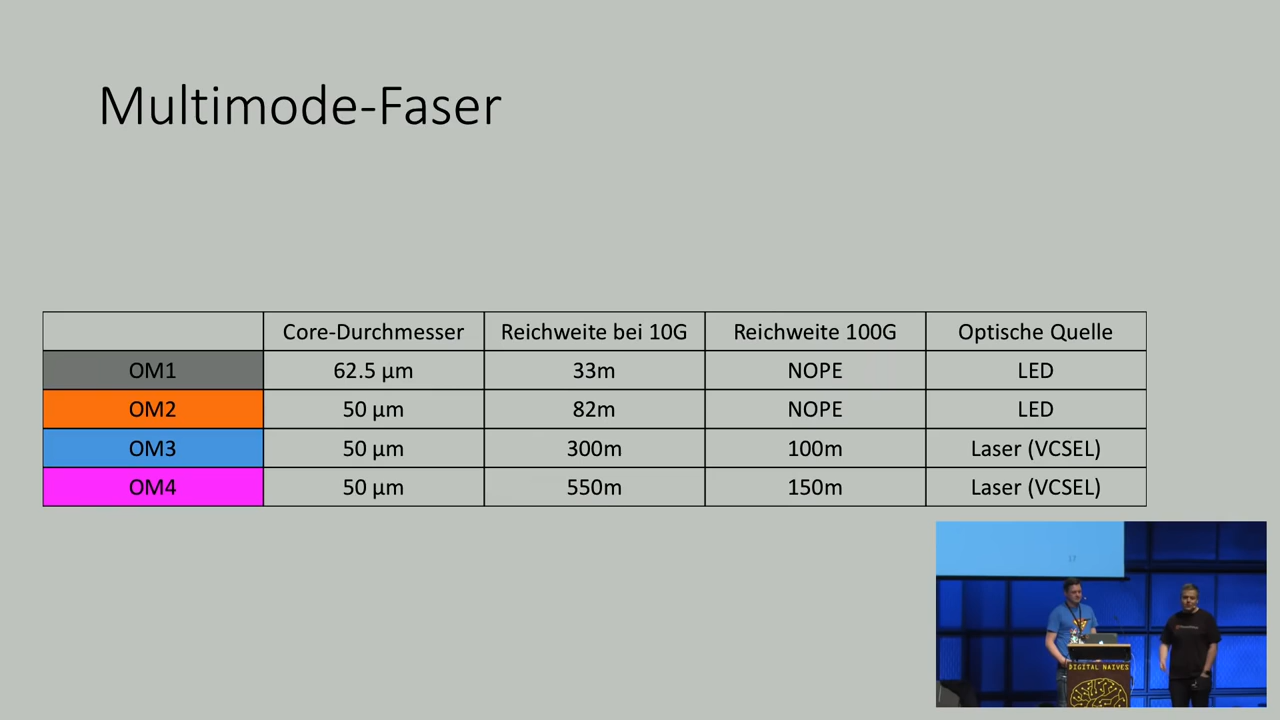 Multimode-Faser
Core-Durchmesser Reichweite bei 10G Reichweite 100G Optische Quelle
OM1 62.5 µm 33m NOPE LED
OM2 50 µm 82m NOPE LED
OM3 50 µm 300m 100m Laser (VCSEL)
OM4 50 µm 550m 150m Laser (VCSEL)
DIGITAL NAIVES